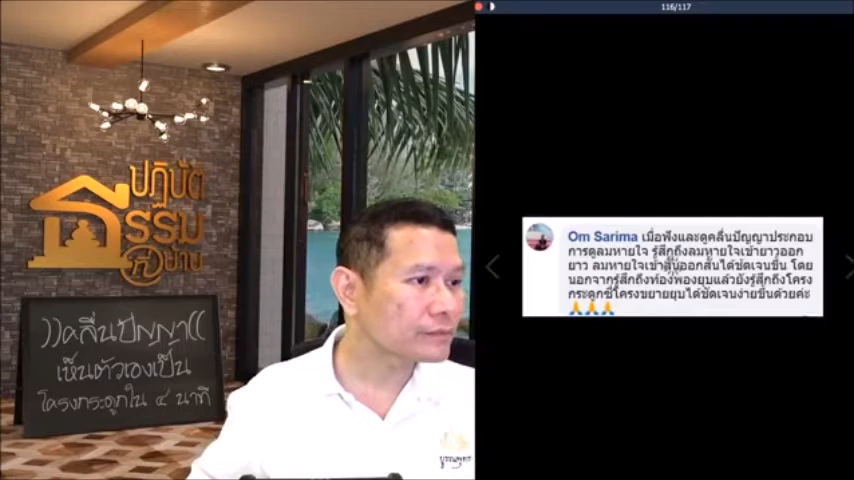 116/117
ปฏิบัติ
ธรรม
ที่บ้าน
))คลื่นปัญญา((
เห็นตัวเองเป็น
โครงกระดูกใน ๔ นาที
Om Sarima เมื่อฟังและดูคลื่นปัญญาประกอบ
การดูลมหายใจ รู้สึกถึงลมหายใจเข้ายาวออก
ยาว ลมหายใจเข้าสั้นออกสั้นได้ชัดเจนขึ้น โดย
นอกจากรู้สึกถึงท้องพองยุบแล้วยังรู้สึกถึงโครง
กระดูกซี่โครงขยายยุบได้ชัดเจนง่ายขึ้นด้วยค่ะ
🙏🙏🙏